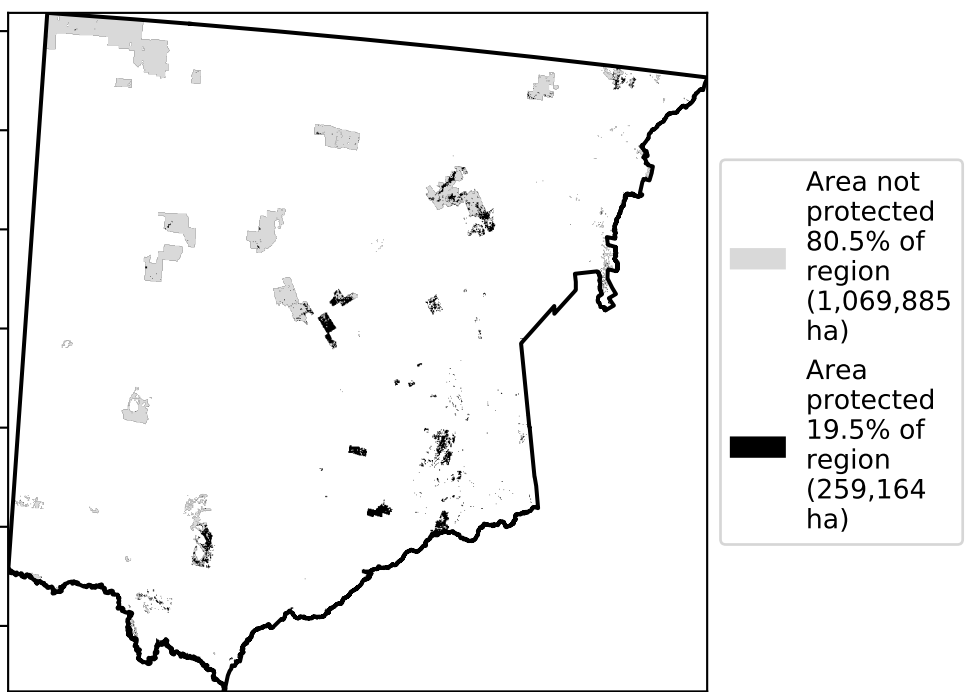 Area not
protected
80.5% of
region
(1,069,885
ha)
Area
protected
19.5% of
region
(259,164
ha)